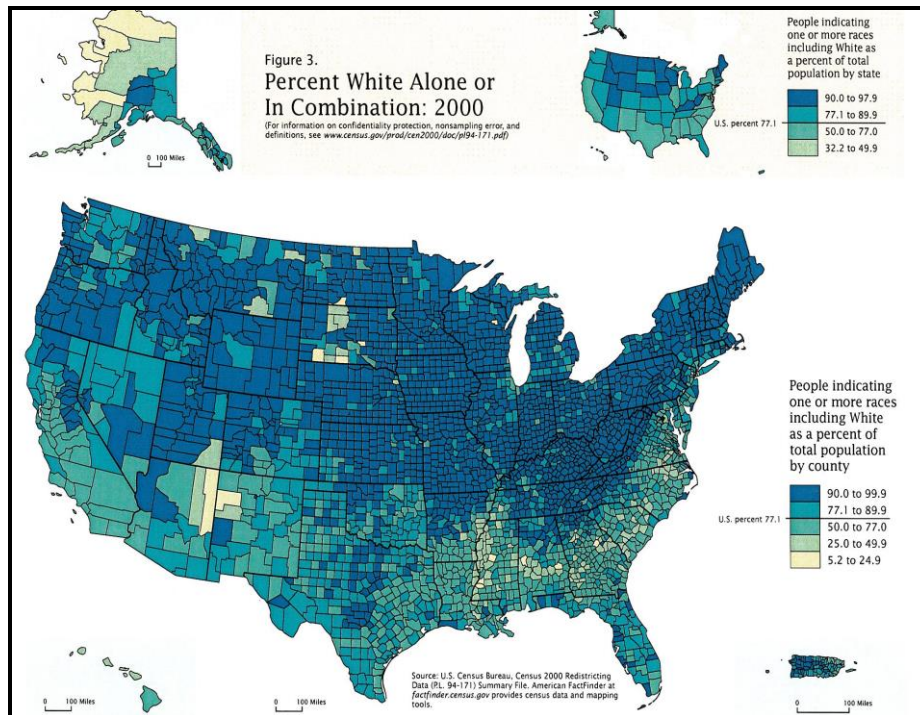 Figure 3.
Percent White Alone or
In Combination: 2000
(For information on confidentiality protection, nonsampling error, and
definitions, see www.census.gov/prod/cen2000/doc/pl94-171.pdf)
0 100 Miles
People indicating
one or more races
including White as
a percent of total
population by state
90.0 to 97.9
77.1 to 89.9
U.S. percent 77.1
50.0 to 77.0
32.2 to 49.9
People indicating
one or more races
including White
as a percent of
total population
by county
90.0 to 99.9
77.1 to 89.9
U.S. percent 77.1
50.0 to 77.0
25.0 to 49.9
5.2 to 24.9
Source: U.S. Census Bureau, Census 2000 Redistricting
Data (P.L. 94-171) Summary File. American FactFinder at
factfinder.census.gov provides census data and mapping
tools.
0 100 Miles
0 100 Miles
0 100 Miles